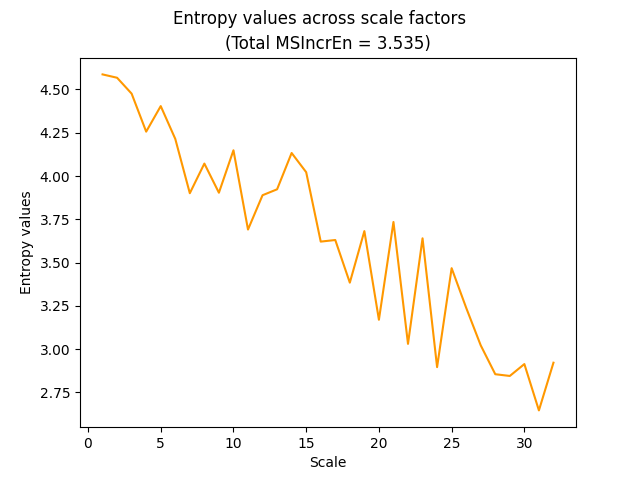 Entropy values across scale factors
(Total MSIncrEn = 3.535)
Entropy values
4.50
4.25
4.00
3.75
3.50
3.25
3.00
2.75
0 5 10 15 20 25 30
Scale